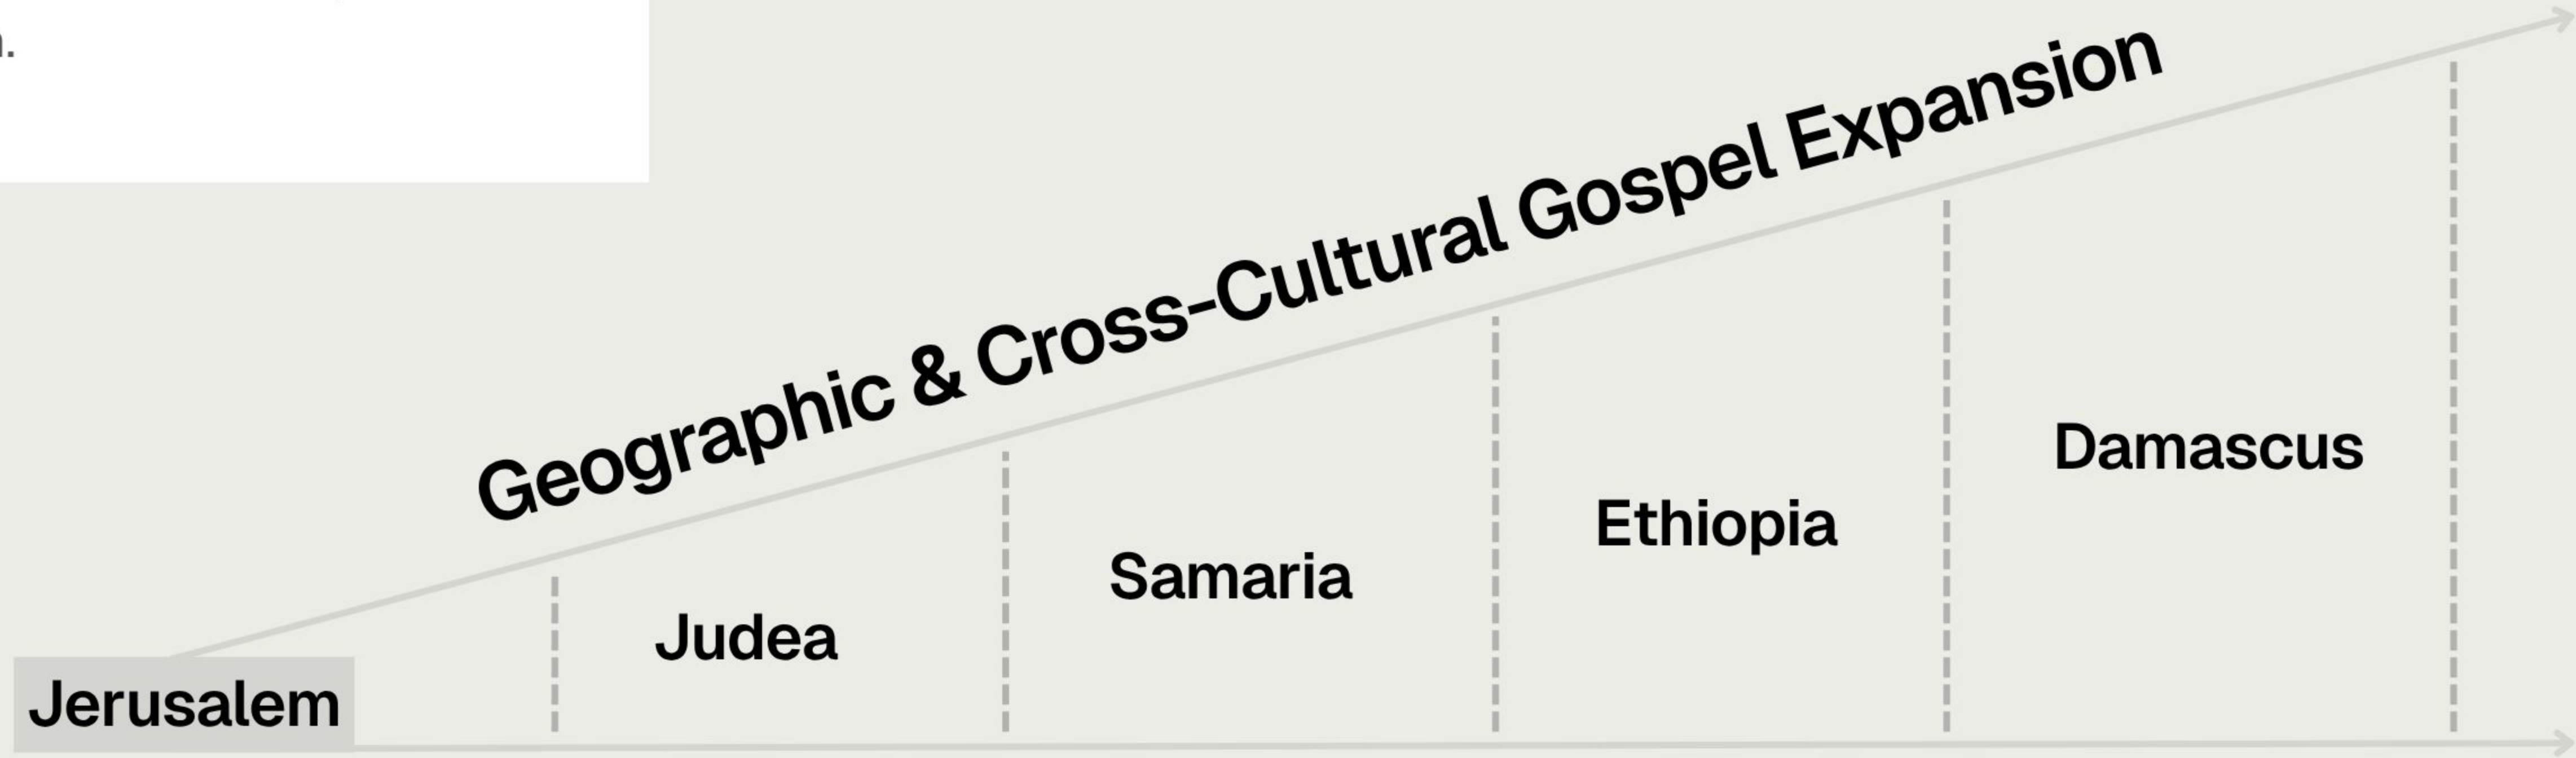 Geographic & Cross-Cultural Gospel Expansion
Jerusalem
Judea
Samaria
Ethiopia
Damascus